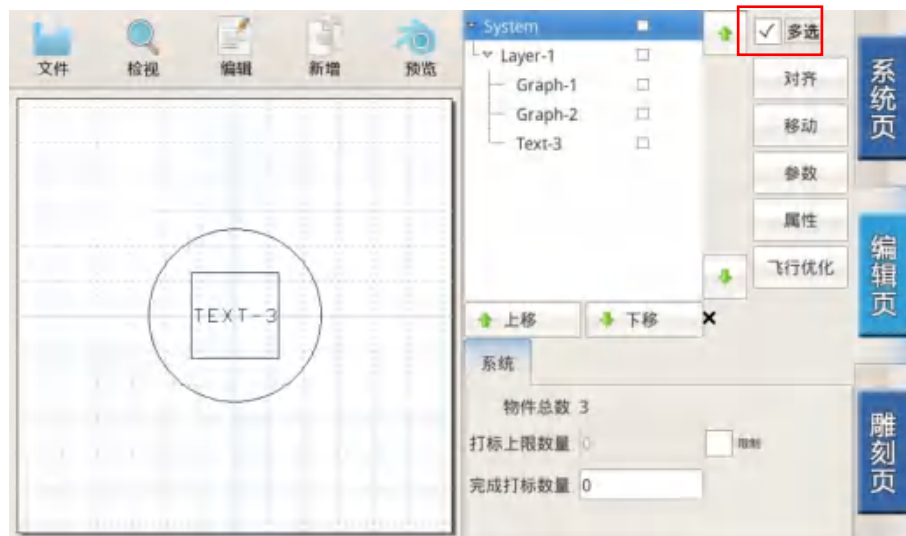 文件
检视
编辑
新增
预览
System
Layer-1
Graph-1
Graph-2
Text-3
多选
对齐
移动
参数
属性
飞行优化
上移
下移
系统页
编辑页
雕刻页
TEXT-3
系统
物件总数 3
打标上限数量 0
限制
完成打标数量 0